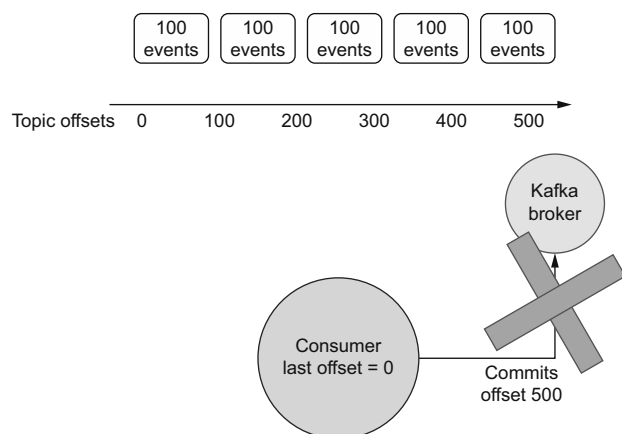 100 100 100 100 100
events events events events events
Topic offsets 0 100 200 300 400 500
Kafka
broker
Consumer
last offset = 0
Commits
offset 500